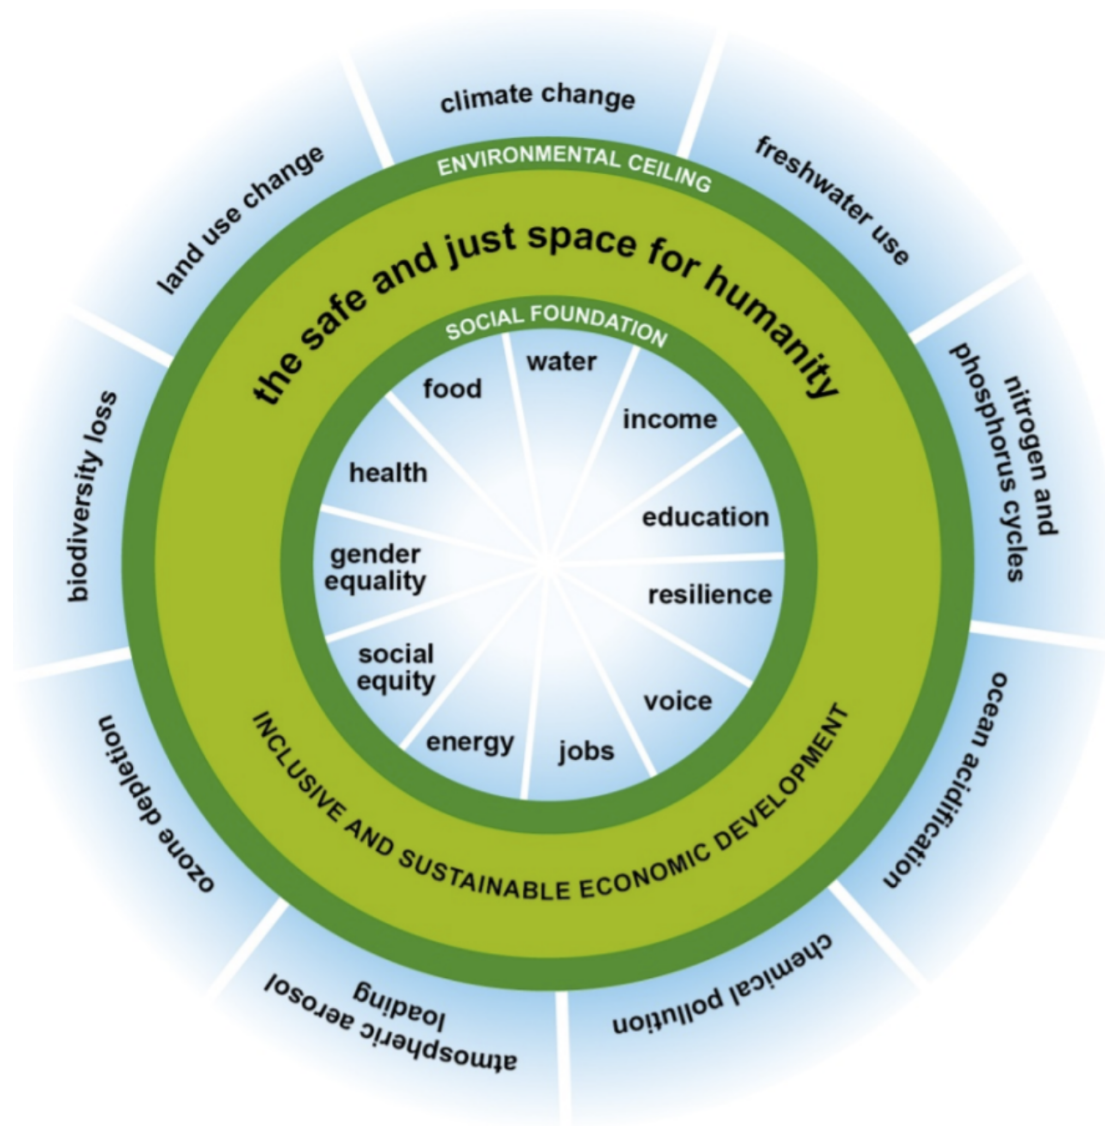 climate change
freshwater use
nitrogen and
phosphorus cycles
ocean acidification
chemical pollution
atmospheric aerosol
loading
ozone depletion
biodiversity loss
land use change
ENVIRONMENTAL CEILING
the safe and just space for humanity
SOCIAL FOUNDATION
water
income
education
resilience
voice
jobs
energy
social
equity
gender
equality
health
food
INCLUSIVE AND SUSTAINABLE ECONOMIC DEVELOPMENT